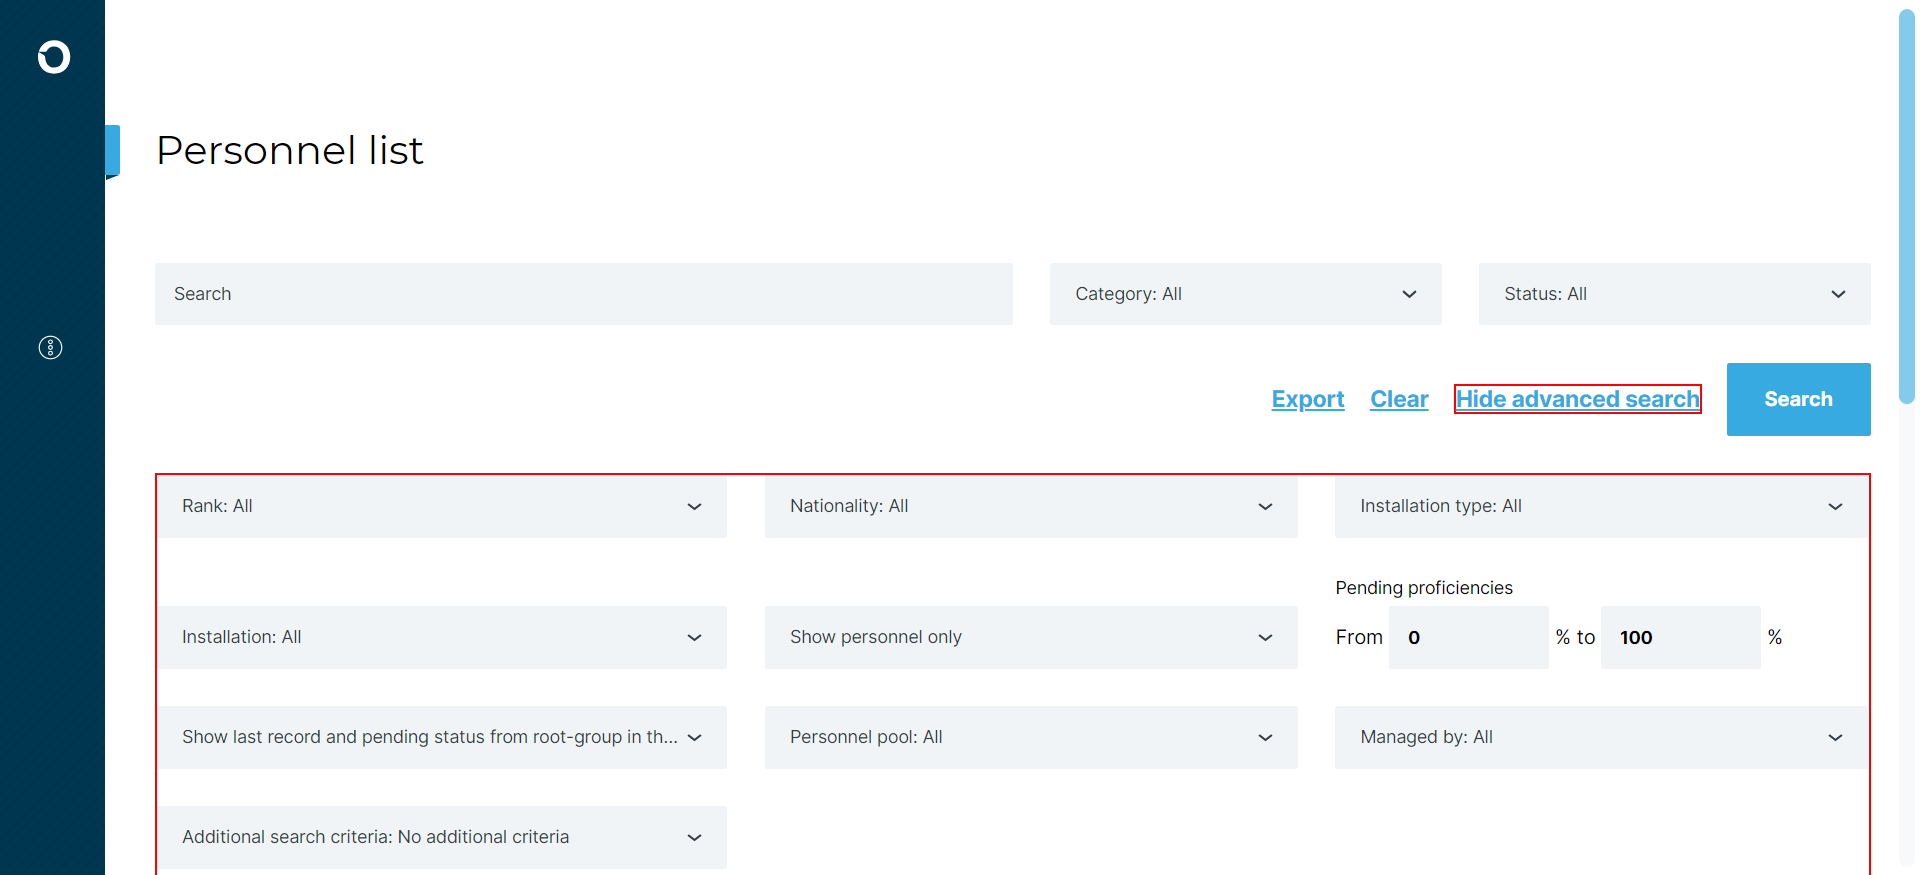 Personnel list
Search
Category: All
Status: All
Export
Clear
Hide advanced search
Search
Rank: All
Nationality: All
Installation type: All
Pending proficiencies
Installation: All
Show personnel only
From 0 % to 100 %
Show last record and pending status from root-group in th...
Personnel pool: All
Managed by: All
Additional search criteria: No additional criteria